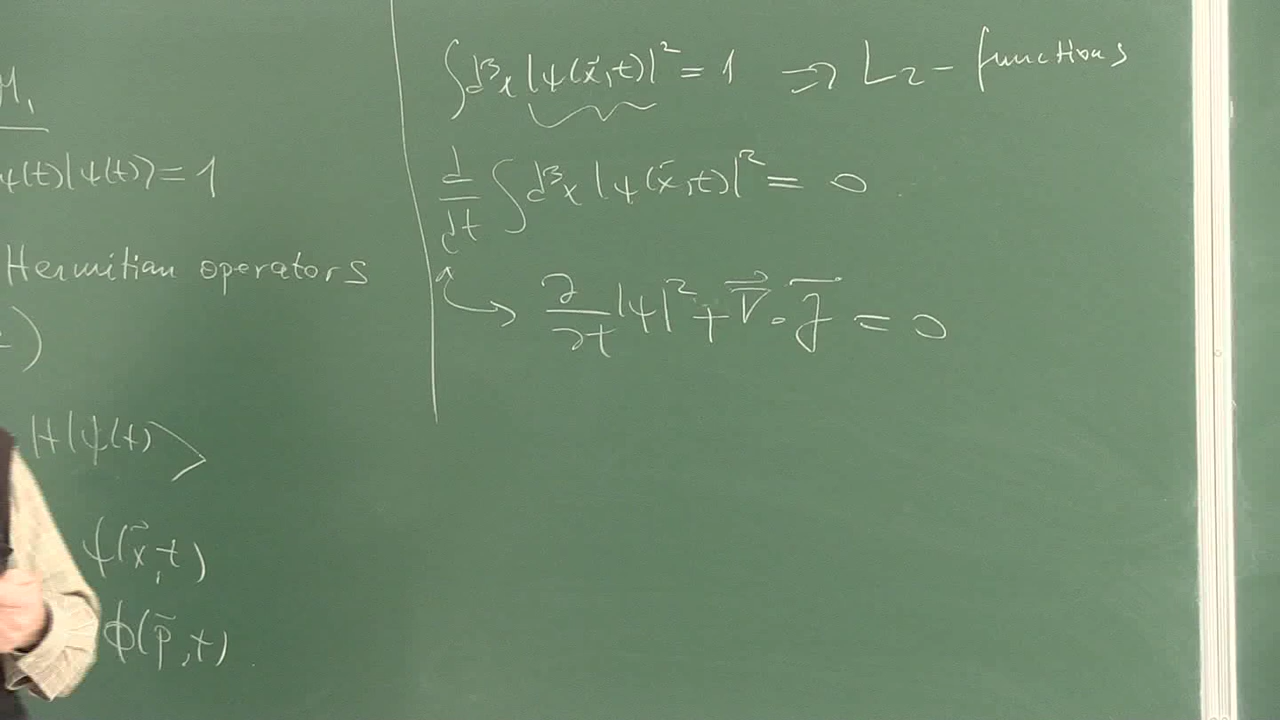 ψ(t)|ψ(t)⟩ = 1
Hermitian operators
)
H|ψ(t)⟩
ψ(x⃗,t)
ϕ(p⃗,t)
∫d³x |ψ(x⃗,t)|² = 1 ⇒ L₂ - functions
d/dt ∫d³x |ψ(x⃗,t)|² = 0
↪ ∂/∂t |ψ|² + ∇⃗ · j⃗ = 0